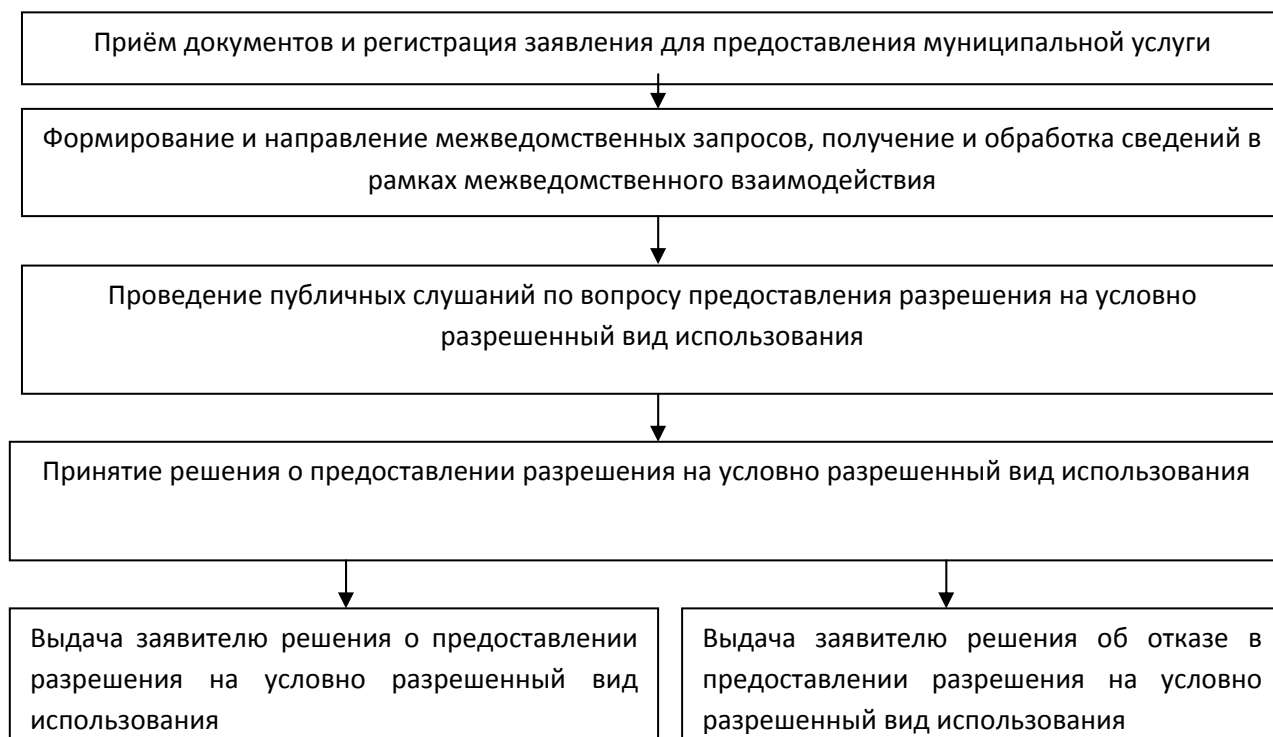 Приём документов и регистрация заявления для предоставления муниципальной услуги
Формирование и направление межведомственных запросов, получение и обработка сведений в
рамках межведомственного взаимодействия
Проведение публичных слушаний по вопросу предоставления разрешения на условно
разрешенный вид использования
Принятие решения о предоставлении разрешения на условно разрешенный вид использования
Выдача заявителю решения о предоставлении
разрешения на условно разрешенный вид
использования
Выдача заявителю решения об отказе в
предоставлении разрешения на условно
разрешенный вид использования